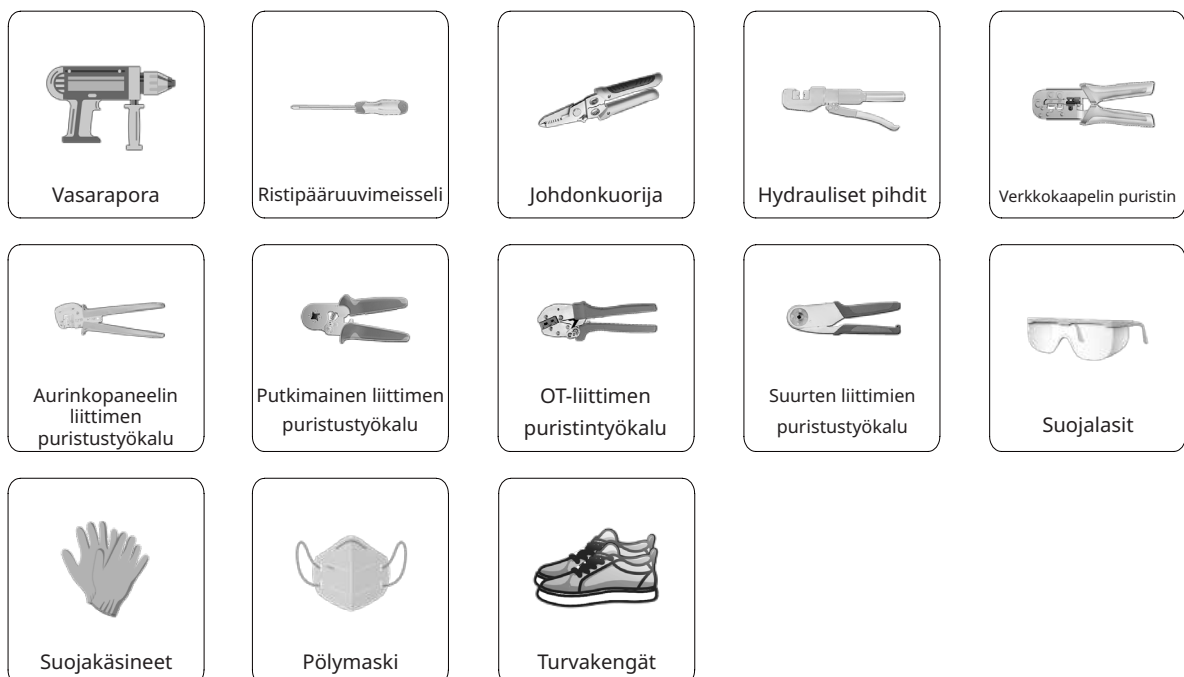 Vasarapora
Ristipääruuvimeisseli
Johdonkuorija
Hydrauliset pihdit
Verkkokaapelin puristin
Aurinkopaneelin
liittimen
puristustyökalu
Putkimainen liittimen
puristustyökalu
OT-liittimen
puristintyökalu
Suurten liittimien
puristustyökalu
Suojalasit
Suojakäsineet
Pölymaski
Turvakengät